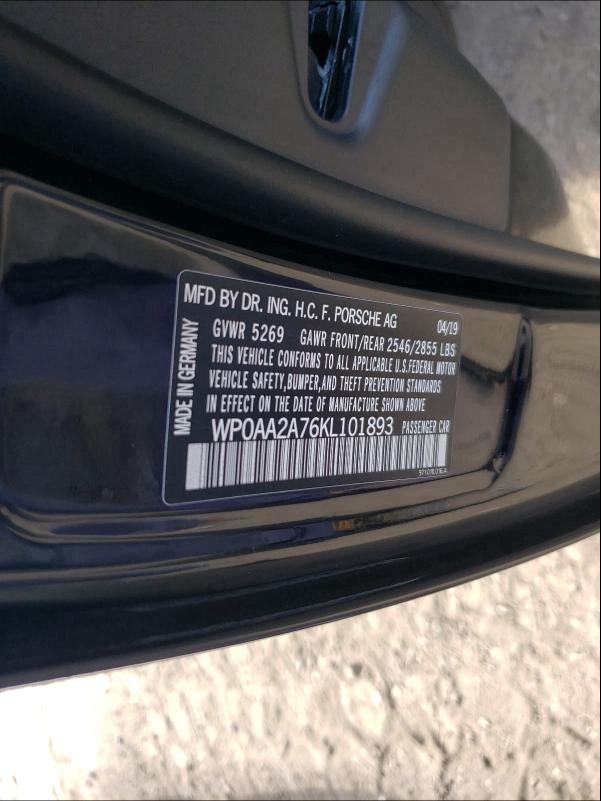 MFD BY DR. ING. H.C. F. PORSCHE AG 04/19
MADE IN GERMANY
GVWR 5269 GAWR FRONT/REAR 2546/2855 LBS
THIS VEHICLE CONFORMS TO ALL APPLICABLE U.S.FEDERAL MOTOR
VEHICLE SAFETY,BUMPER,AND THEFT PREVENTION STANDARDS
IN EFFECT ON THE DATE OF MANUFACTURE SHOWN ABOVE
WP0AA2A76KL101893 PASSENGER CAR